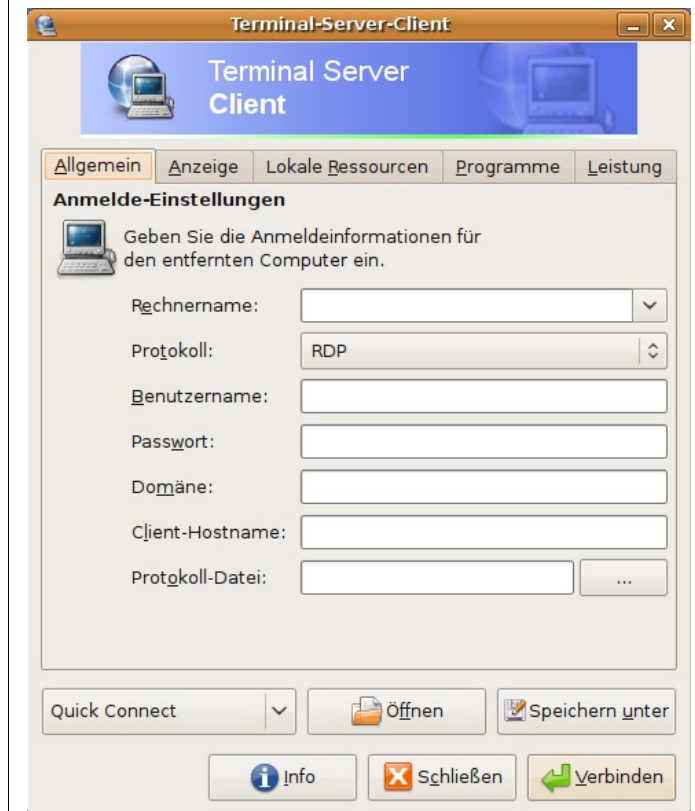 Terminal-Server-Client
Terminal Server
Client
Allgemein Anzeige Lokale Ressourcen Programme Leistung
Anmelde-Einstellungen
Geben Sie die Anmeldeinformationen für
den entfernten Computer ein.
Rechnername:
Protokoll: RDP
Benutzername:
Passwort:
Domäne:
Client-Hostname:
Protokoll-Datei: ...
Quick Connect Öffnen Speichern unter
Info Schließen Verbinden